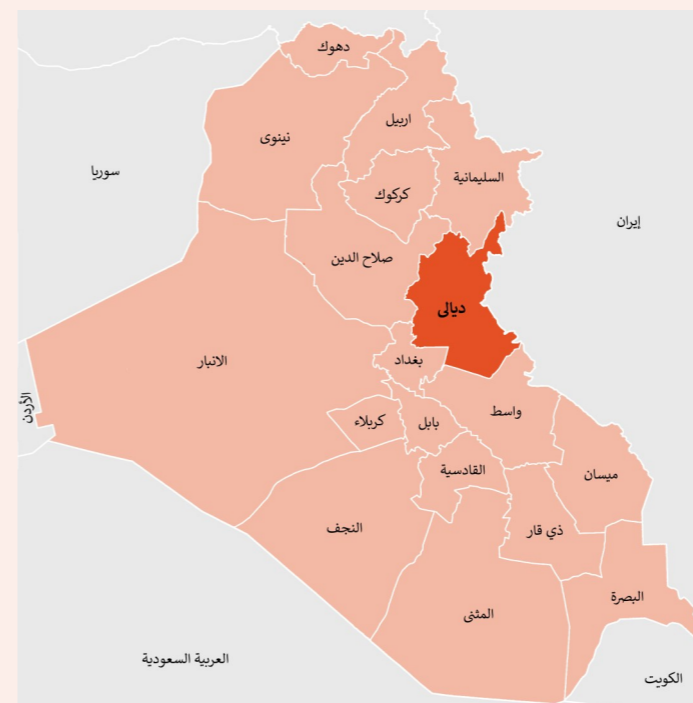 دهوك
اربيل
نينوى
السليمانية
سوريا
كركوك
إيران
صلاح الدين
ديالى
الانبار
بغداد
الأردن
واسط
كربلاء
بابل
القادسية
ميسان
النجف
ذي قار
البصرة
المثنى
العربية السعودية
الكويت